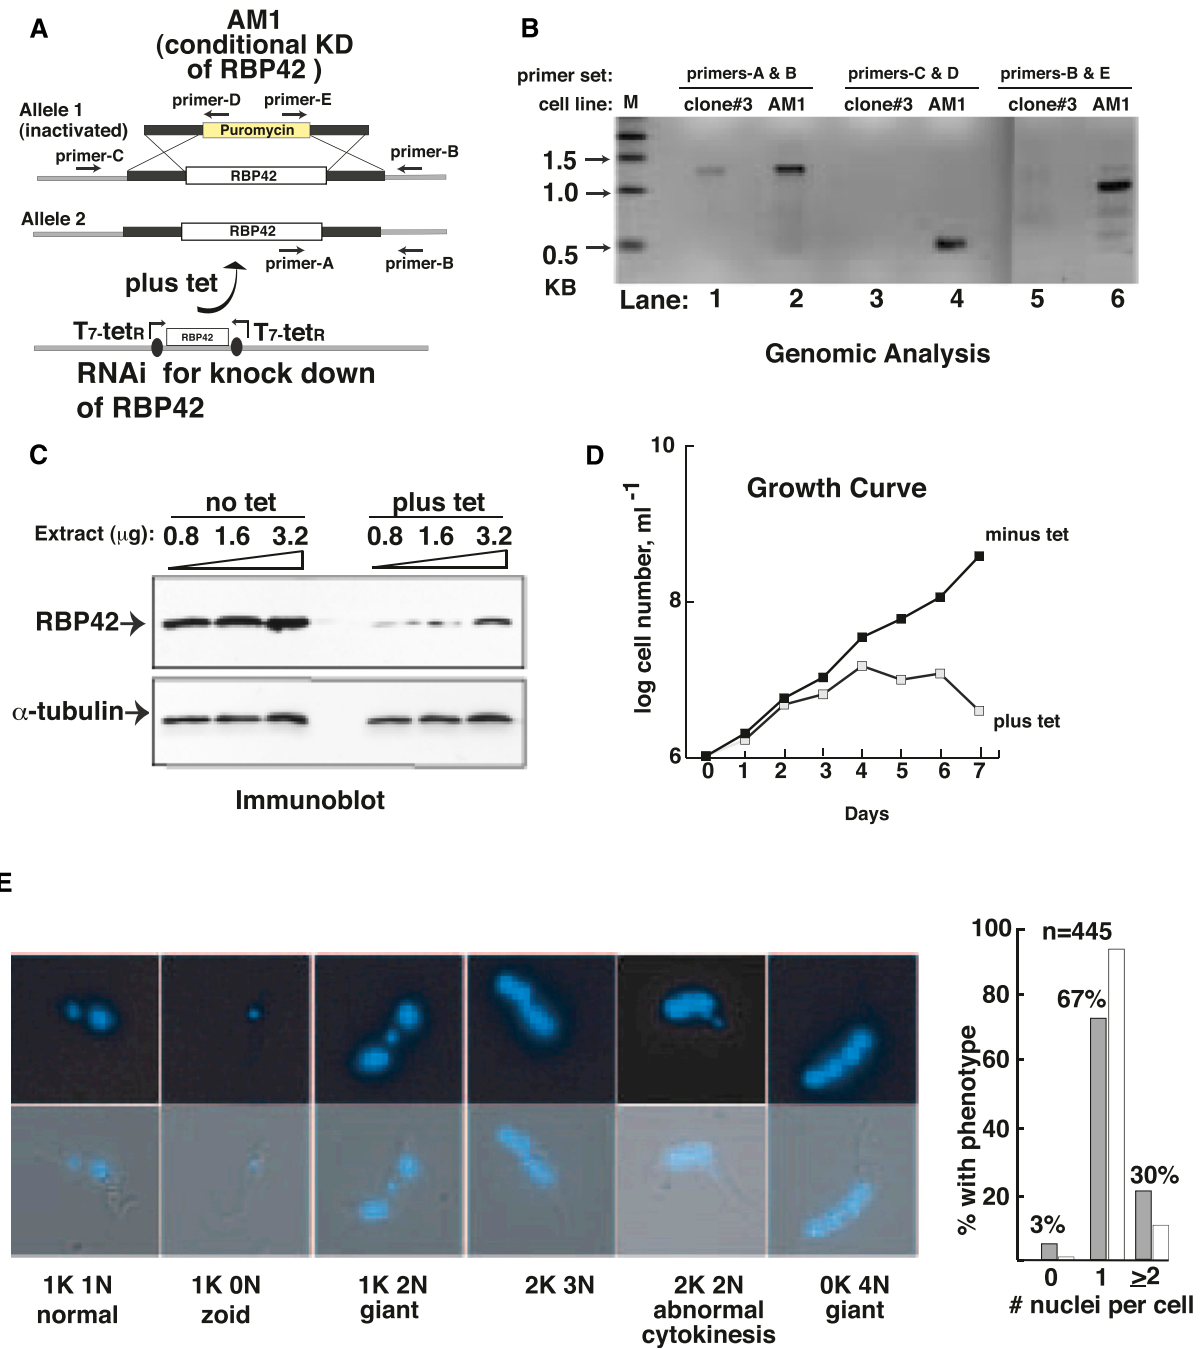 A
AM1
(conditional KD
of RBP42 )
primer-D
primer-E
Allele 1
(inactivated)
Puromycin
primer-C
primer-B
RBP42
Allele 2
RBP42
primer-A
primer-B
plus tet
T7-tetR
RBP42
T7-tetR
RNAi for knock down
of RBP42
B
primer set:
primers-A & B
primers-C & D
primers-B & E
cell line:
M
clone#3
AM1
clone#3
AM1
clone#3
AM1
1.5
1.0
0.5
KB
Lane:
1
2
3
4
5
6
Genomic Analysis
C
no tet
plus tet
Extract (μg):
0.8
1.6
3.2
0.8
1.6
3.2
RBP42
α-tubulin
Immunoblot
D
Growth Curve
log cell number, ml -1
10
8
6
minus tet
plus tet
0
1
2
3
4
5
6
7
Days
E
1K 1N
normal
1K 0N
zoid
1K 2N
giant
2K 3N
2K 2N
abnormal
cytokinesis
0K 4N
giant
% with phenotype
100
80
60
40
20
n=445
67%
30%
3%
0
1
≥2
# nuclei per cell